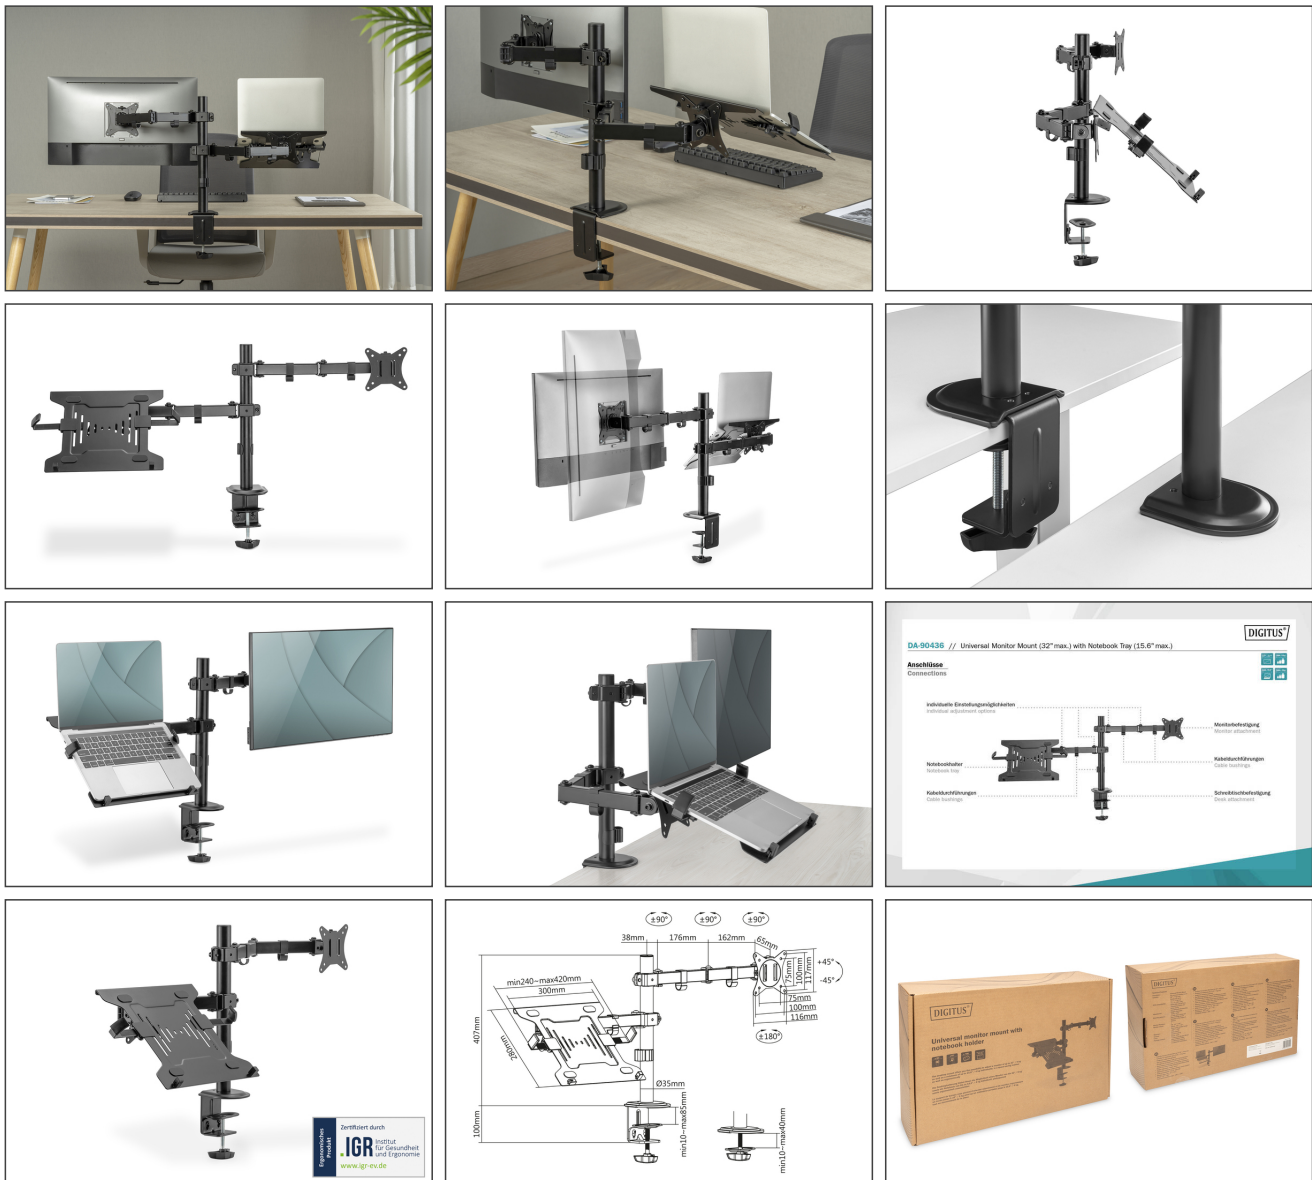 DIGITUS®
DA-90436 // Universal Monitor Mount (32" max.) with Notebook Tray (15.6" max.)
Anschlüsse
Connections
individuelle Einstellungsmöglichkeiten
Individual adjustment options
Monitorbefestigung
Monitor attachment
Notebookhalter
Notebook tray
Kabeldurchführungen
Cable bushings
Kabeldurchführungen
Cable bushings
Schreibtischbefestigung
Desk attachment
Ergonomisches
Produkt
Zertifiziert durch
IGR Institut
für Gesundheit
und Ergonomie
www.igr-ev.de
±90° ±90° ±90°
38mm 176mm 162mm 65mm
min240~max420mm
300mm
280mm
407mm
100mm
75mm
100mm
117mm
+45°
-45°
75mm
100mm
116mm
±180°
Ø35mm
min10~max85mm
min10~max40mm
DIGITUS®
Universal monitor mount with
notebook holder
DIGITUS®